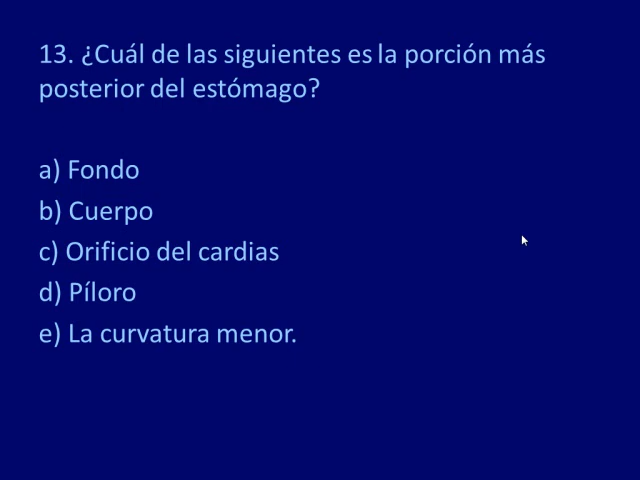 13. ¿Cuál de las siguientes es la porción más
posterior del estómago?
a) Fondo
b) Cuerpo
c) Orificio del cardias
d) Píloro
e) La curvatura menor.